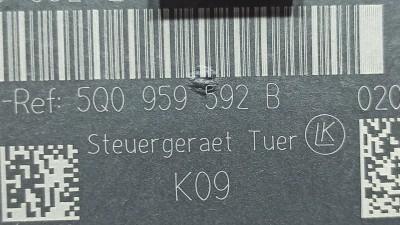 -Ref: 5Q0 959 592 B 020
Steuergeraet Tuer LK
K09